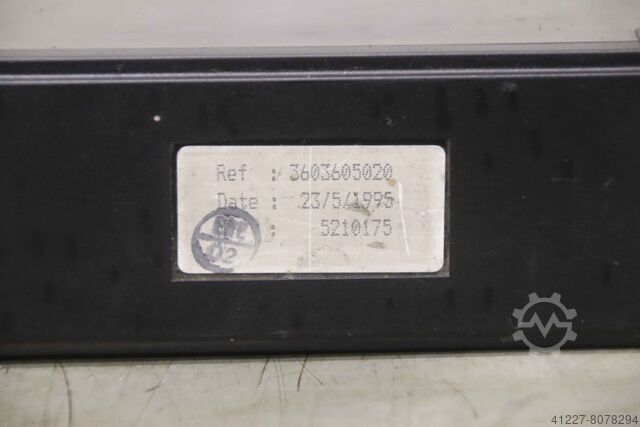 Ref : 3603605020
Date : 23/5/1995
: 5210175
02
41227-8078294